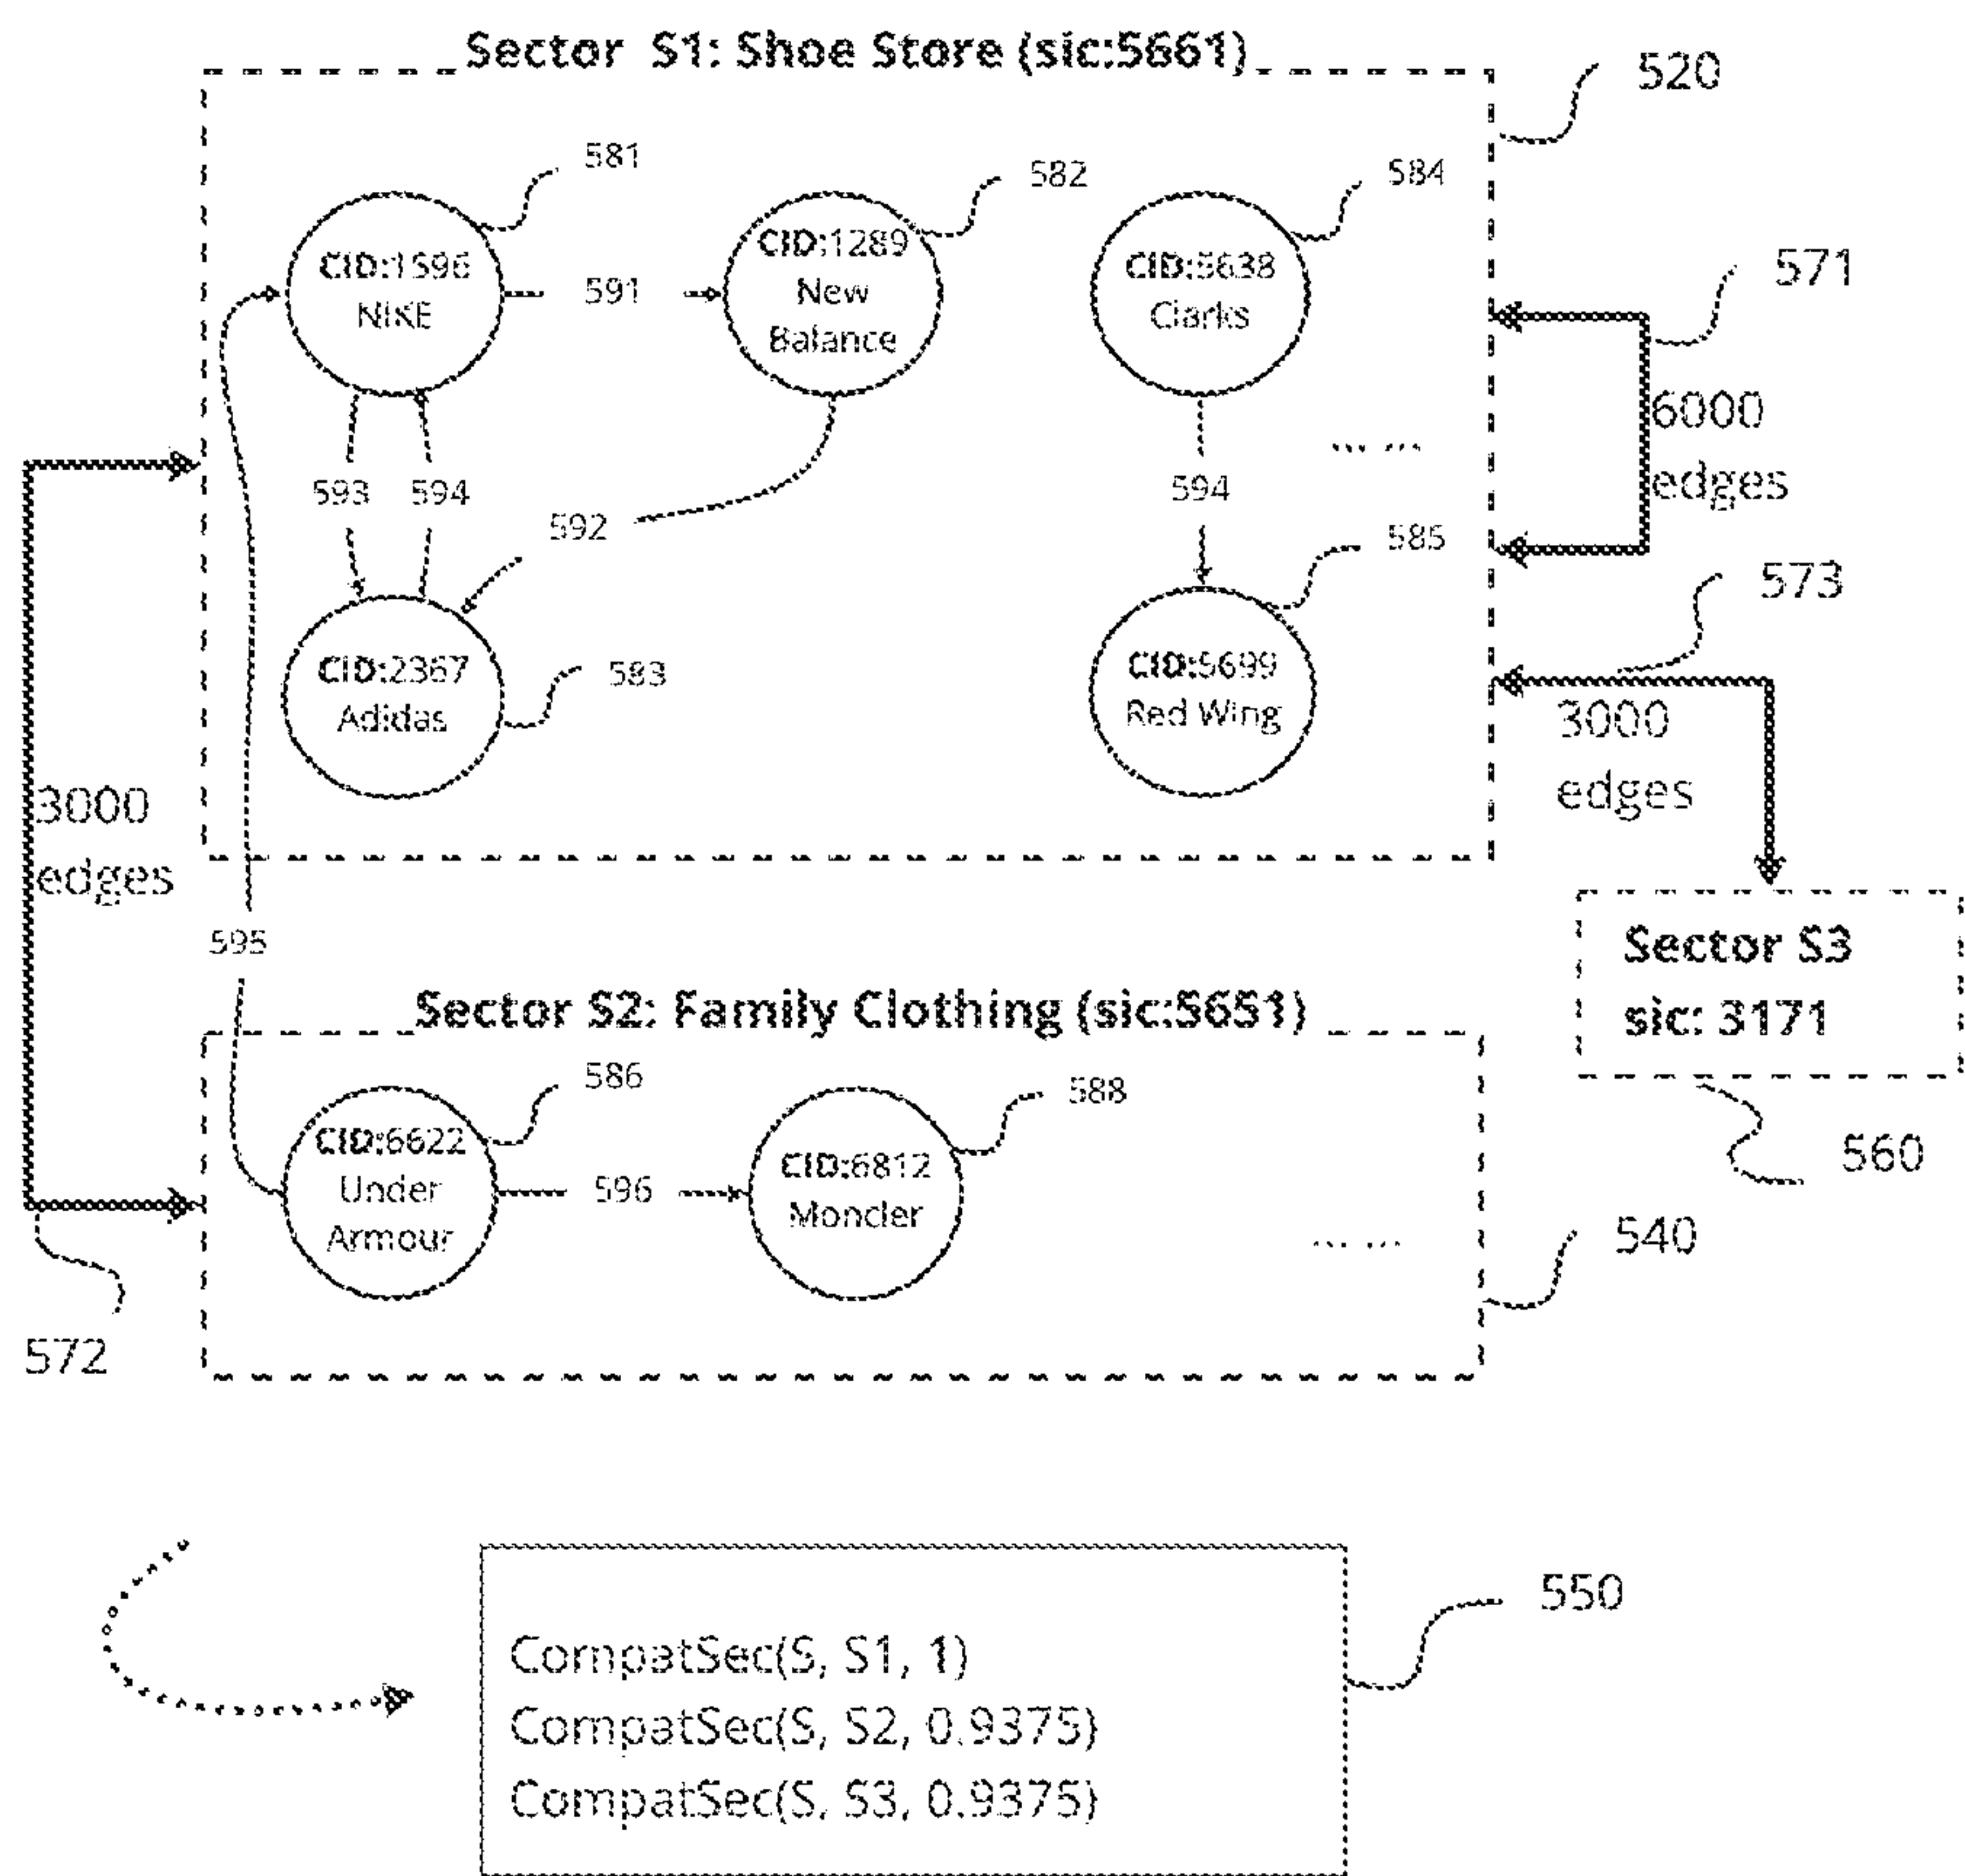 Sector S1: Shoe Store (sic:5661)
520
581
582
584
CID:1596
NIKE
591
CID:1289
New
Balance
CID:5638
Clarks
571
6000
edges
593
594
592
594
.....
585
573
CID:2367
Adidas
583
CID:5699
Red Wing
3000
edges
3000
edges
595
Sector S3
sic: 3171
560
Sector S2: Family Clothing (sic:5651)
586
588
CID:6622
Under
Armour
596
CID:6812
Moncler
.....
540
572
550
CompatSec(S, S1, 1)
CompatSec(S, S2, 0.9375)
CompatSec(S, S3, 0.9375)